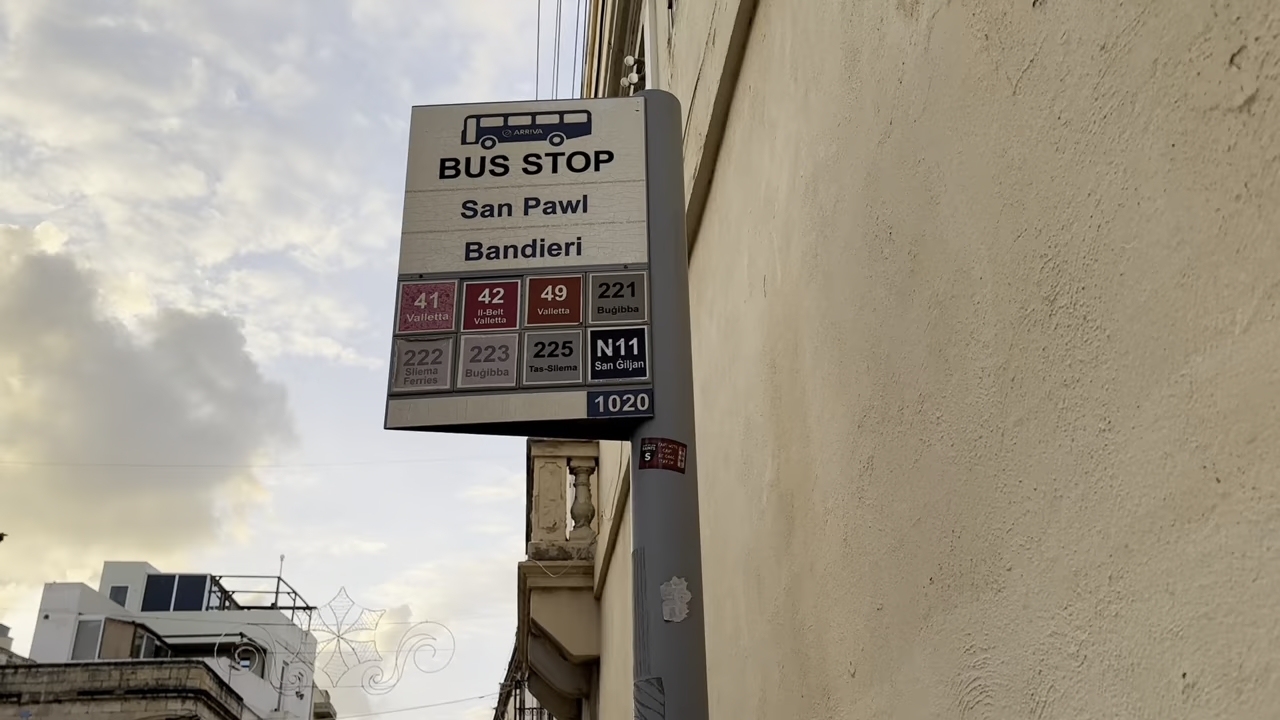 ARRIVA
BUS STOP
San Pawl
Bandieri
41
Valletta
42
Il-Belt
Valletta
49
Valletta
221
Buġibba
222
Sliema
Ferries
223
Buġibba
225
Tas-Sliema
N11
San Ġiljan
1020